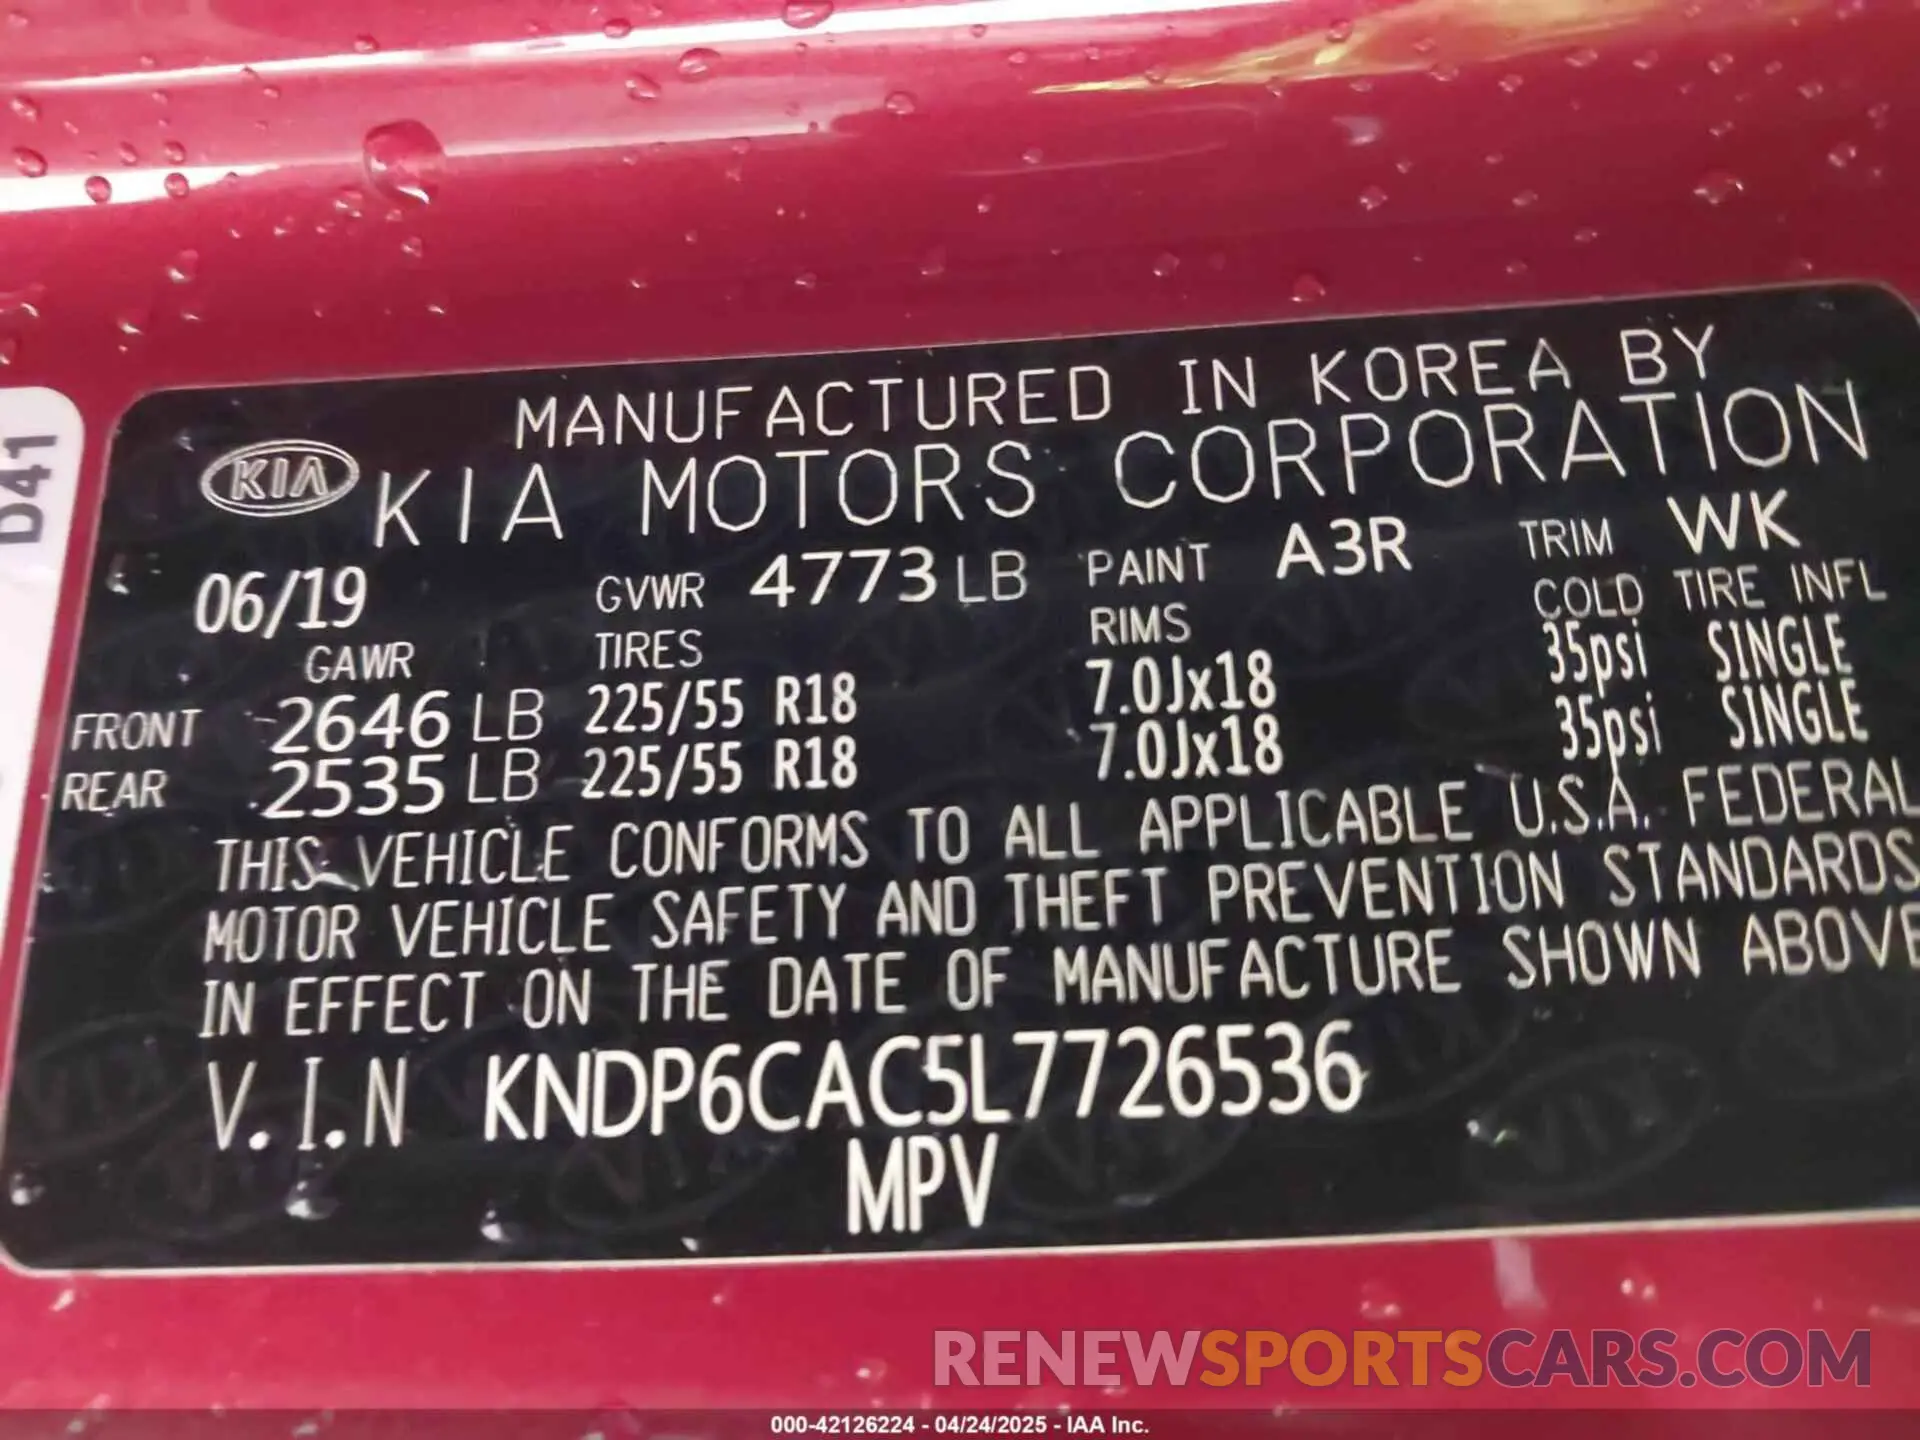 D41
MANUFACTURED IN KOREA BY
KIA KIA MOTORS CORPORATION
06/19 GVWR 4773 LB PAINT A3R TRIM WK
GAWR TIRES RIMS COLD TIRE INFL
FRONT 2646 LB 225/55 R18 7.0Jx18 35psi SINGLE
REAR 2535 LB 225/55 R18 7.0Jx18 35psi SINGLE
THIS VEHICLE CONFORMS TO ALL APPLICABLE U.S.A. FEDERAL
MOTOR VEHICLE SAFETY AND THEFT PREVENTION STANDARDS
IN EFFECT ON THE DATE OF MANUFACTURE SHOWN ABOVE
V.I.N KNDP6CAC5L7726536
MPV
RENEWSPORTSCARS.COM
000-42126224 - 04/24/2025 - IAA Inc.